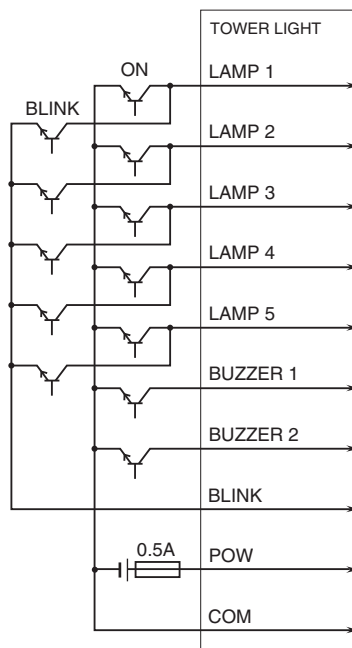 TOWER LIGHT
ON
LAMP 1
BLINK
LAMP 2
LAMP 3
LAMP 4
LAMP 5
BUZZER 1
BUZZER 2
BLINK
0.5A
POW
COM